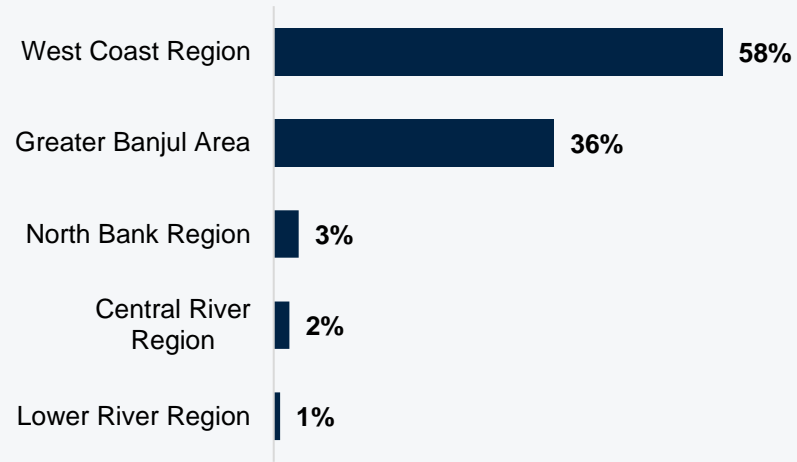 West Coast Region 58%
Greater Banjul Area 36%
North Bank Region 3%
Central River
Region 2%
Lower River Region 1%